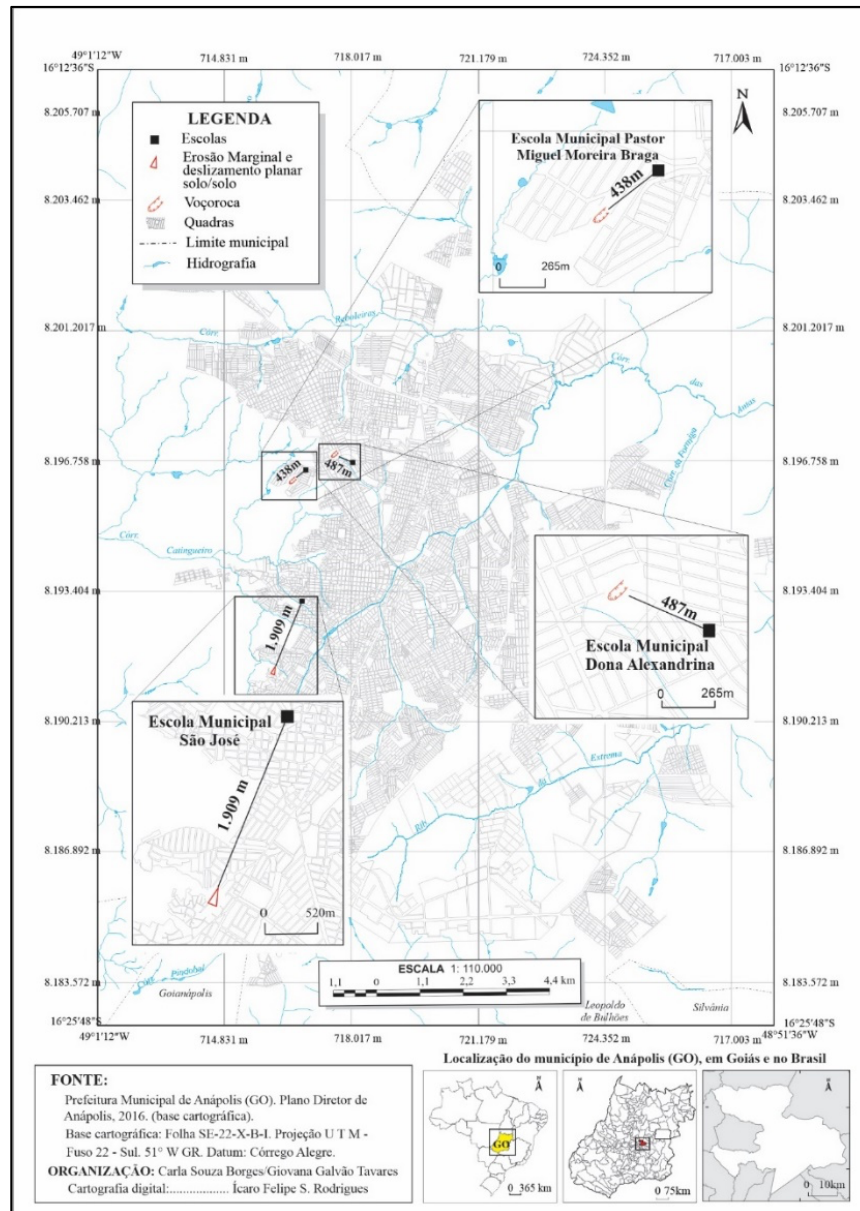 49°1'12"W
714.831 m
718.017 m
721.179 m
724.352 m
717.003 m
16°12'36"S
16°12'36"S
8.205.707 m
8.205.707 m
LEGENDA
Escolas
Erosão Marginal e
deslizamento planar
solo/solo
Voçoroca
Quadras
Limite municipal
Hidrografia
N
Escola Municipal Pastor
Miguel Moreira Braga
438m
0 265m
8.203.462 m
8.203.462 m
8.201.2017 m
8.201.2017 m
Córr. Reboleiras
Córr. das Antas
Córr. da Formiga
8.196.758 m
8.196.758 m
438m
487m
Córr. Catingueiro
8.193.404 m
8.193.404 m
1.909 m
487m
Escola Municipal
Dona Alexandrina
0 265m
8.190.213 m
8.190.213 m
Escola Municipal
São José
1.909 m
0 520m
Rib. da Estrema
8.186.892 m
8.186.892 m
8.183.572 m
8.183.572 m
Córr. Pindobal
Goianápolis
ESCALA 1: 110.000
1,1 0 1,1 2,2 3,3 4,4 km
Leopoldo
de Bulhões
Silvânia
16°25'48"S
16°25'48"S
49°1'12"W
714.831 m
718.017 m
721.179 m
724.352 m
717.003 m
48°51'36"W
FONTE:
Prefeitura Municipal de Anápolis (GO). Plano Diretor de
Anápolis, 2016. (base cartográfica).
Base cartográfica: Folha SE-22-X-B-I. Projeção U T M -
Fuso 22 - Sul. 51° W GR. Datum: Córrego Alegre.
ORGANIZAÇÃO: Carla Souza Borges/Giovana Galvão Tavares
Cartografia digital:.................. Ícaro Felipe S. Rodrigues
Localização do município de Anápolis (GO), em Goiás e no Brasil
GO
0 365 km
0 75km
0 10km